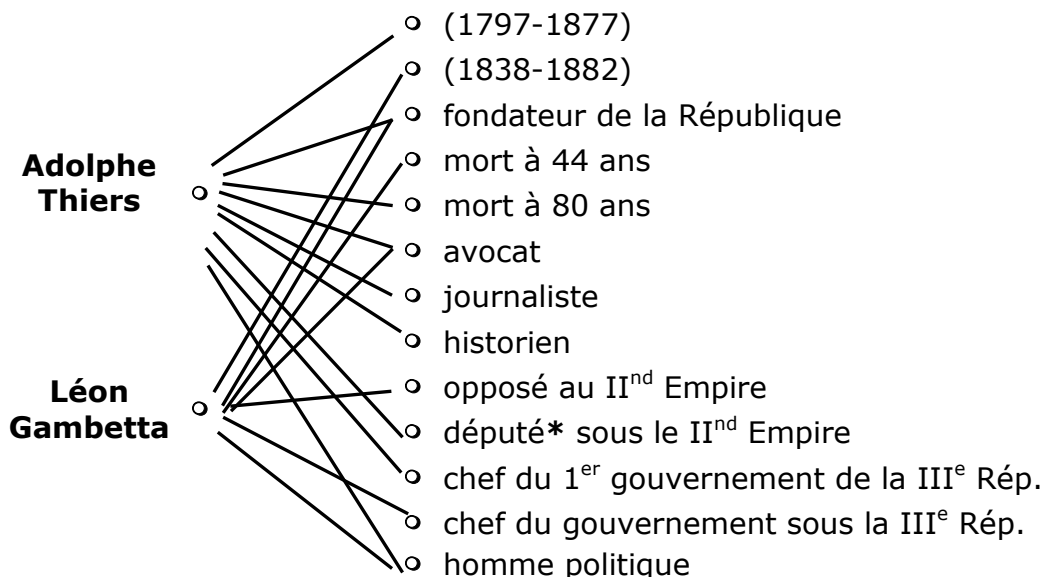 Adolphe
Thiers
Léon
Gambetta
(1797-1877)
(1838-1882)
fondateur de la République
mort à 44 ans
mort à 80 ans
avocat
journaliste
historien
opposé au IInd Empire
député* sous le IInd Empire
chef du 1er gouvernement de la IIIe Rép.
chef du gouvernement sous la IIIe Rép.
homme politique